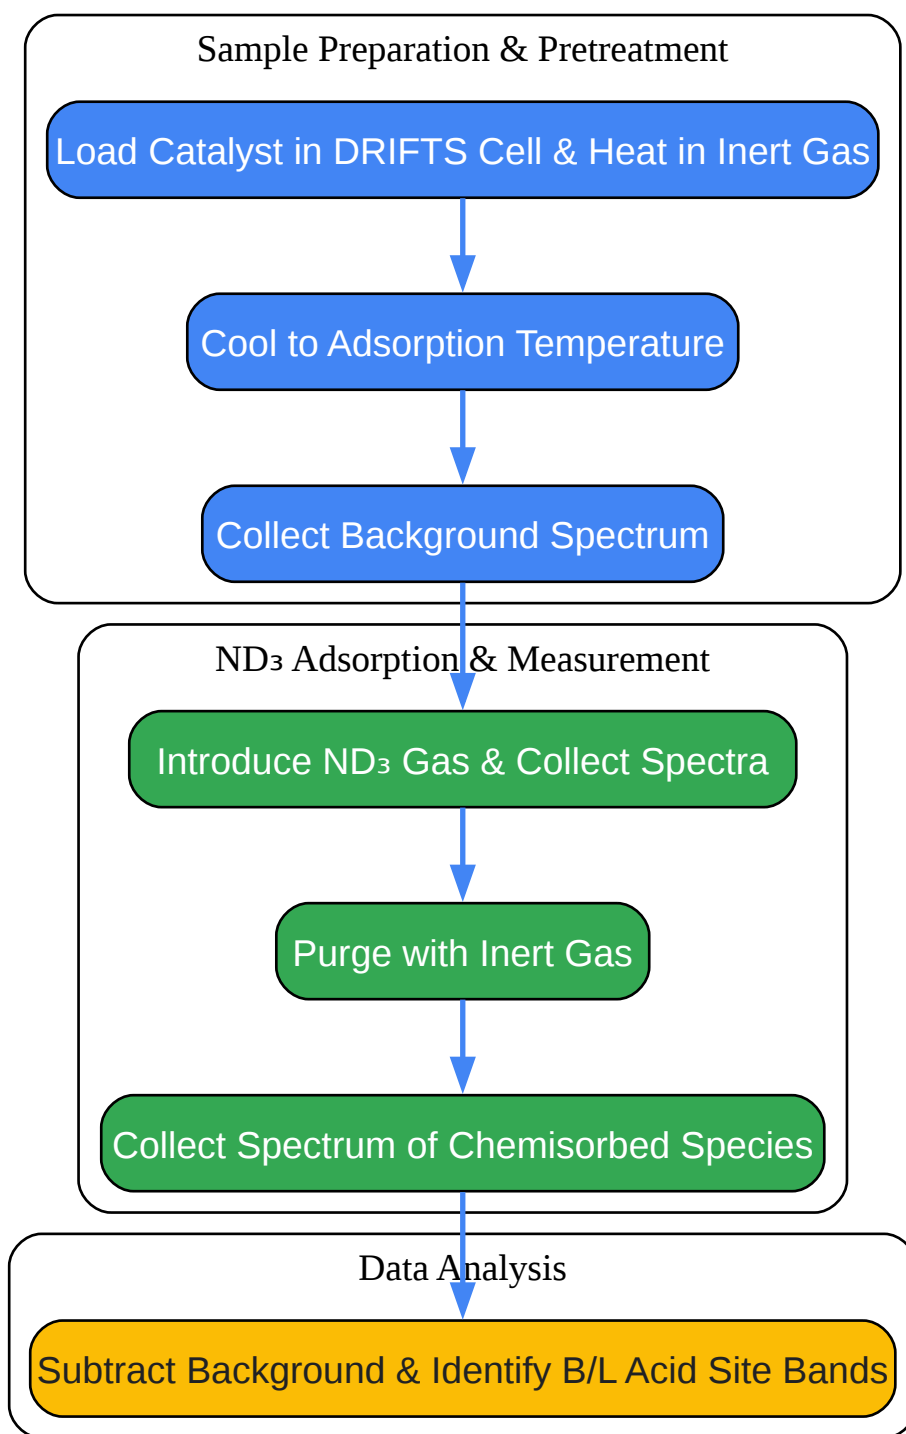 Sample Preparation & Pretreatment
Load Catalyst in DRIFTS Cell & Heat in Inert Gas
Cool to Adsorption Temperature
Collect Background Spectrum
ND₃ Adsorption & Measurement
Introduce ND₃ Gas & Collect Spectra
Purge with Inert Gas
Collect Spectrum of Chemisorbed Species
Data Analysis
Subtract Background & Identify B/L Acid Site Bands